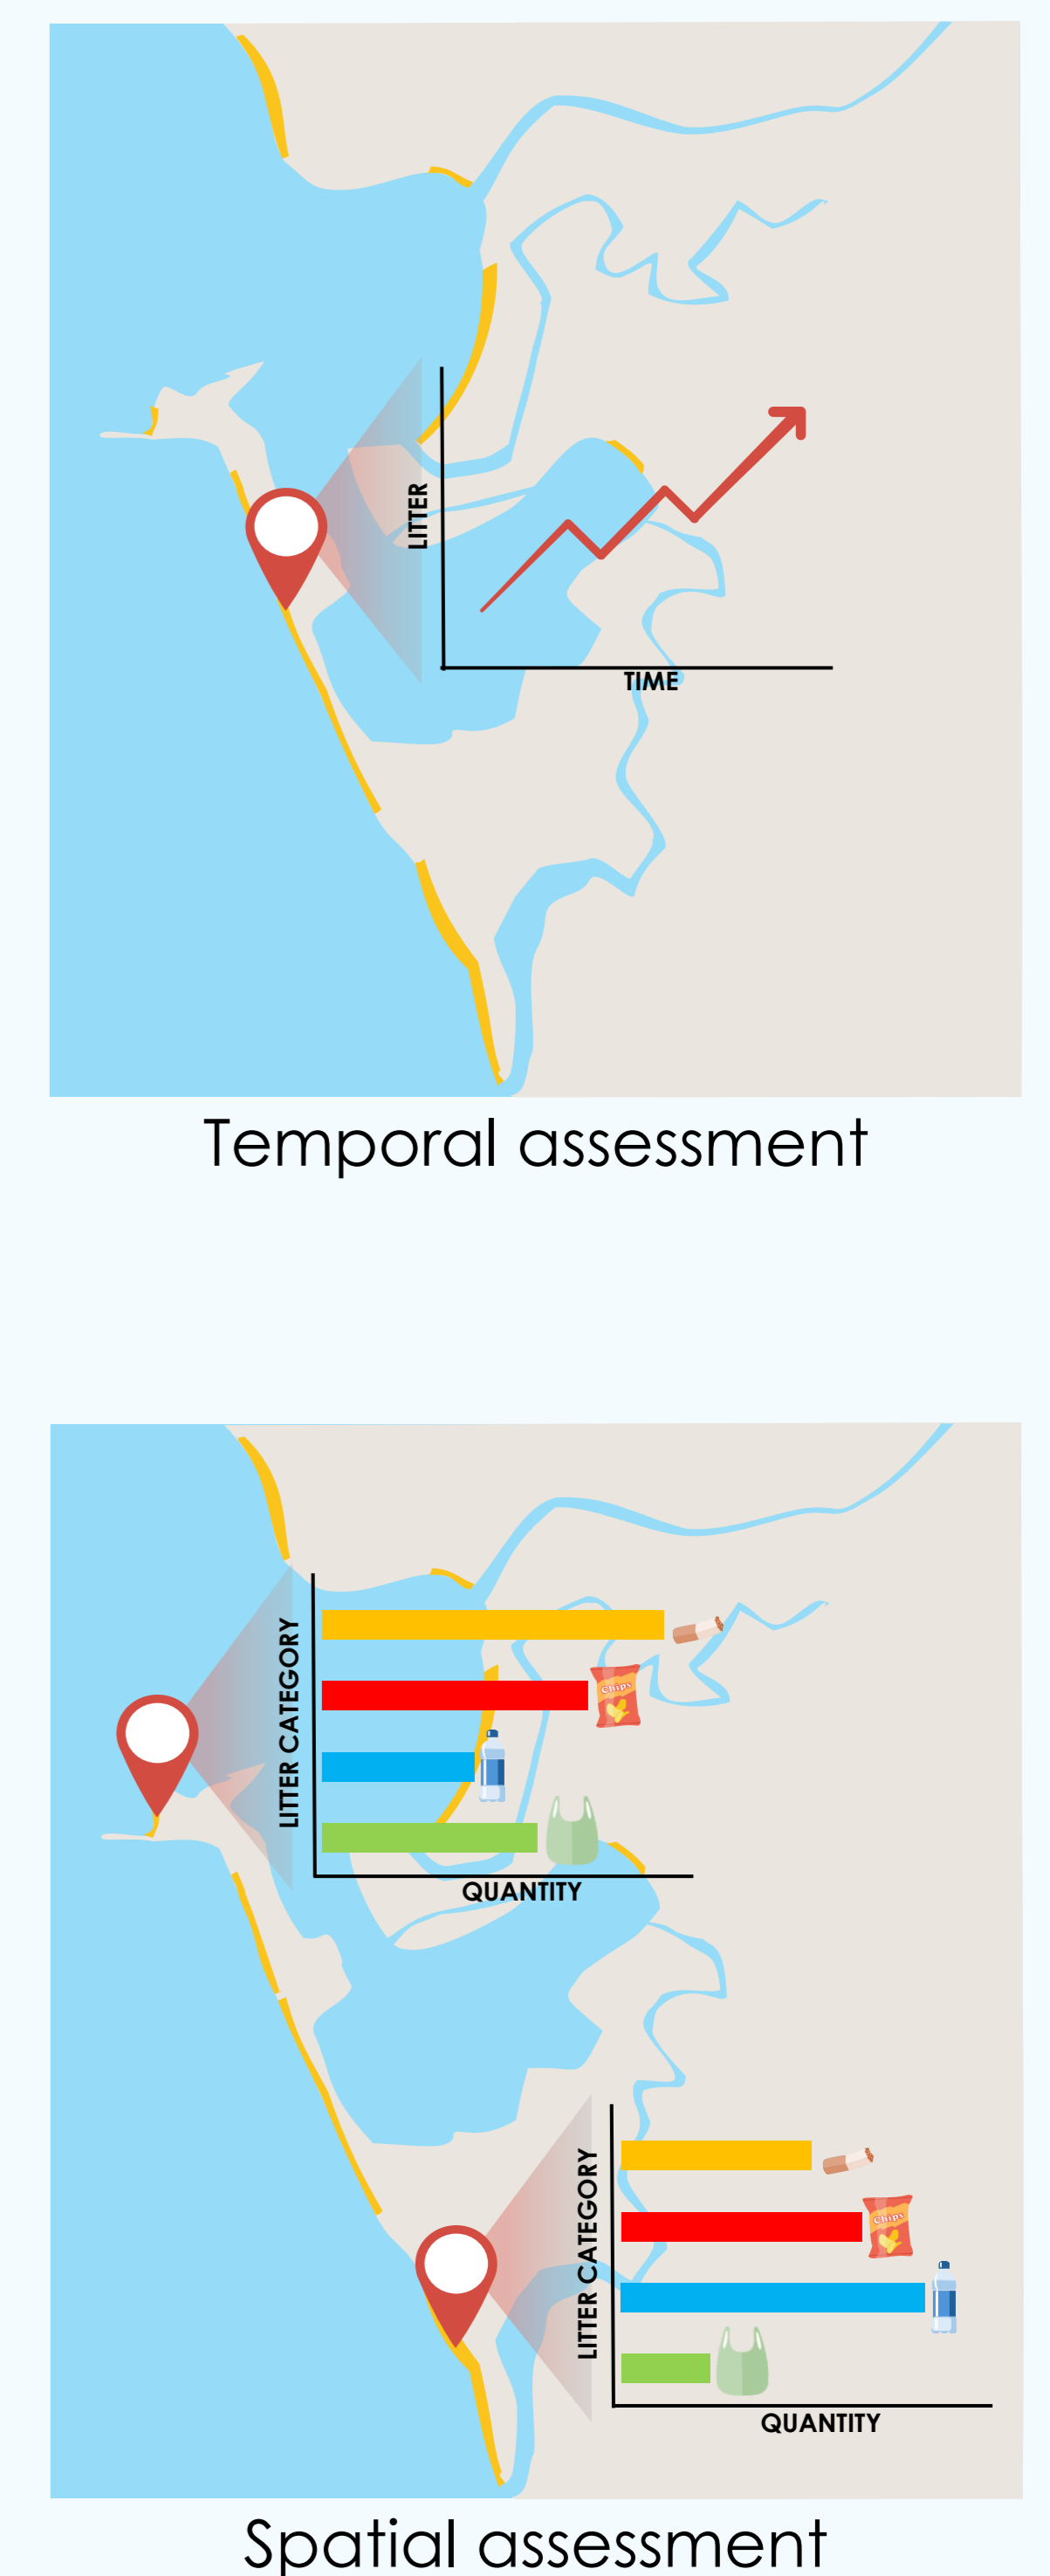 LITTER
TIME
Temporal assessment
LITTER CATEGORY
Chips
QUANTITY
LITTER CATEGORY
Chips
QUANTITY
Spatial assessment